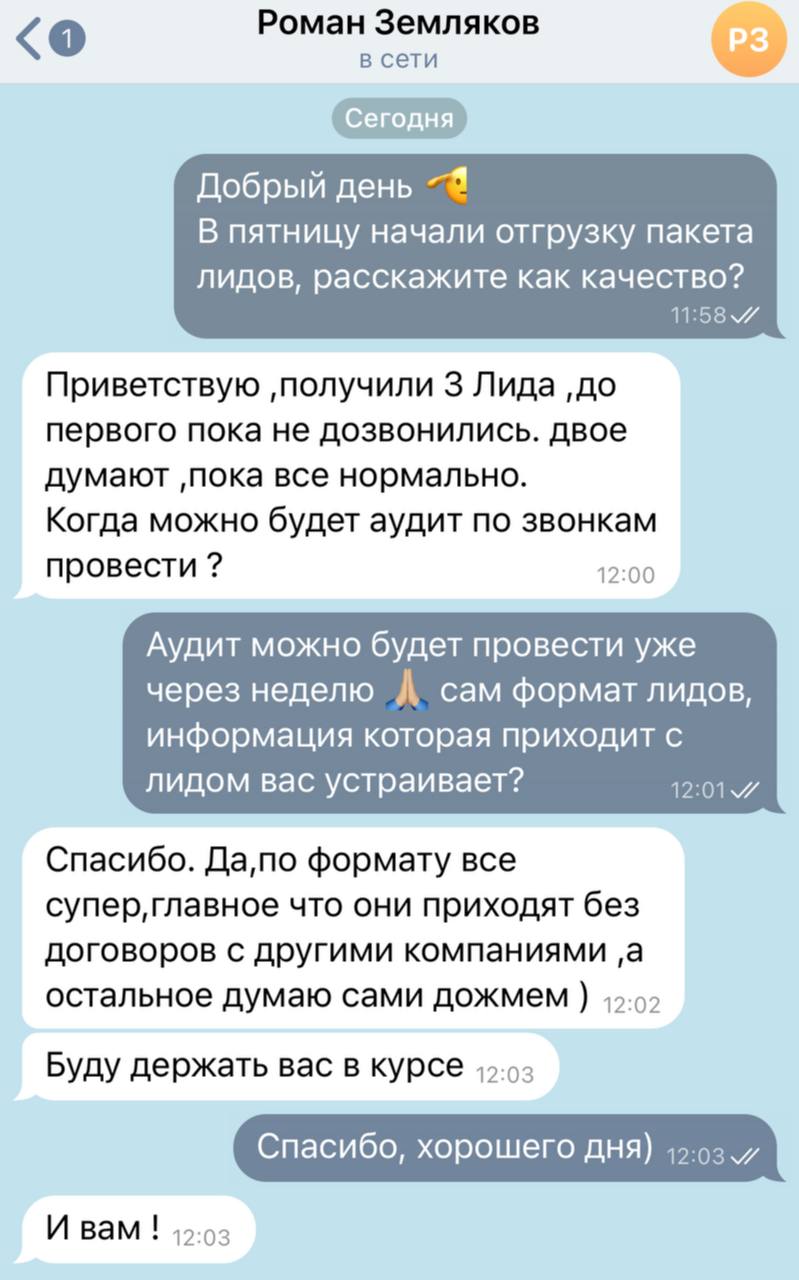 1
Роман Земляков
в сети
РЗ
Сегодня
Добрый день 🫡
В пятницу начали отгрузку пакета
лидов, расскажите как качество?
11:58
Приветствую ,получили 3 Лида ,до
первого пока не дозвонились. двое
думают ,пока все нормально.
Когда можно будет аудит по звонкам
провести ?
12:00
Аудит можно будет провести уже
через неделю 🙏🏼 сам формат лидов,
информация которая приходит с
лидом вас устраивает?
12:01
Спасибо. Да,по формату все
супер,главное что они приходят без
договоров с другими компаниями ,а
остальное думаю сами дожмем ) 12:02
Буду держать вас в курсе 12:03
Спасибо, хорошего дня) 12:03
И вам ! 12:03